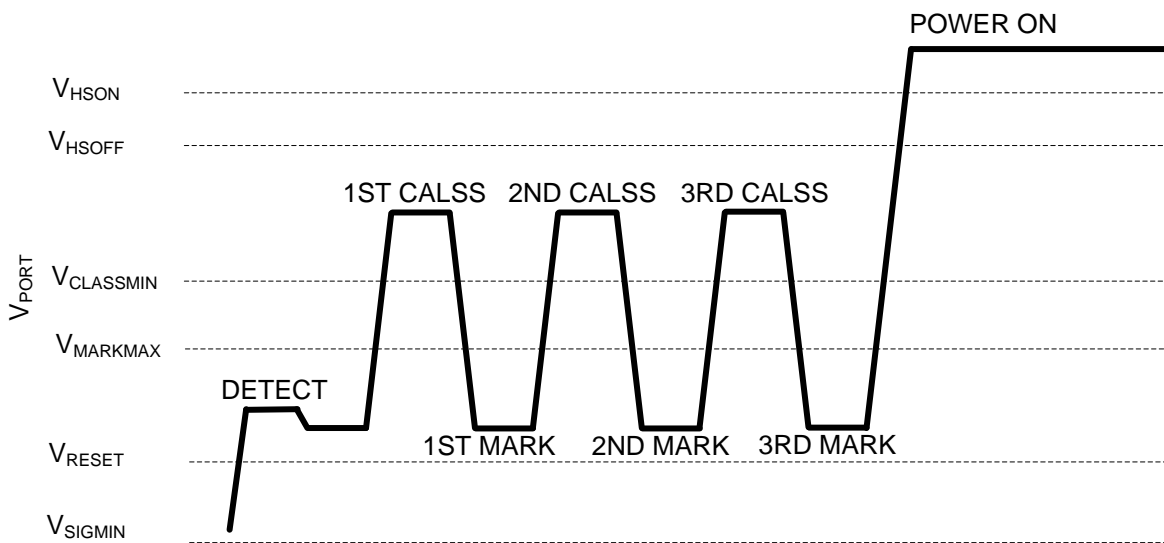 POWER ON
VHSON
VHSOFF
1ST CALSS 2ND CALSS 3RD CALSS
VPORT
VCLASSMIN
VMARKMAX
DETECT
1ST MARK 2ND MARK 3RD MARK
VRESET
VSIGMIN